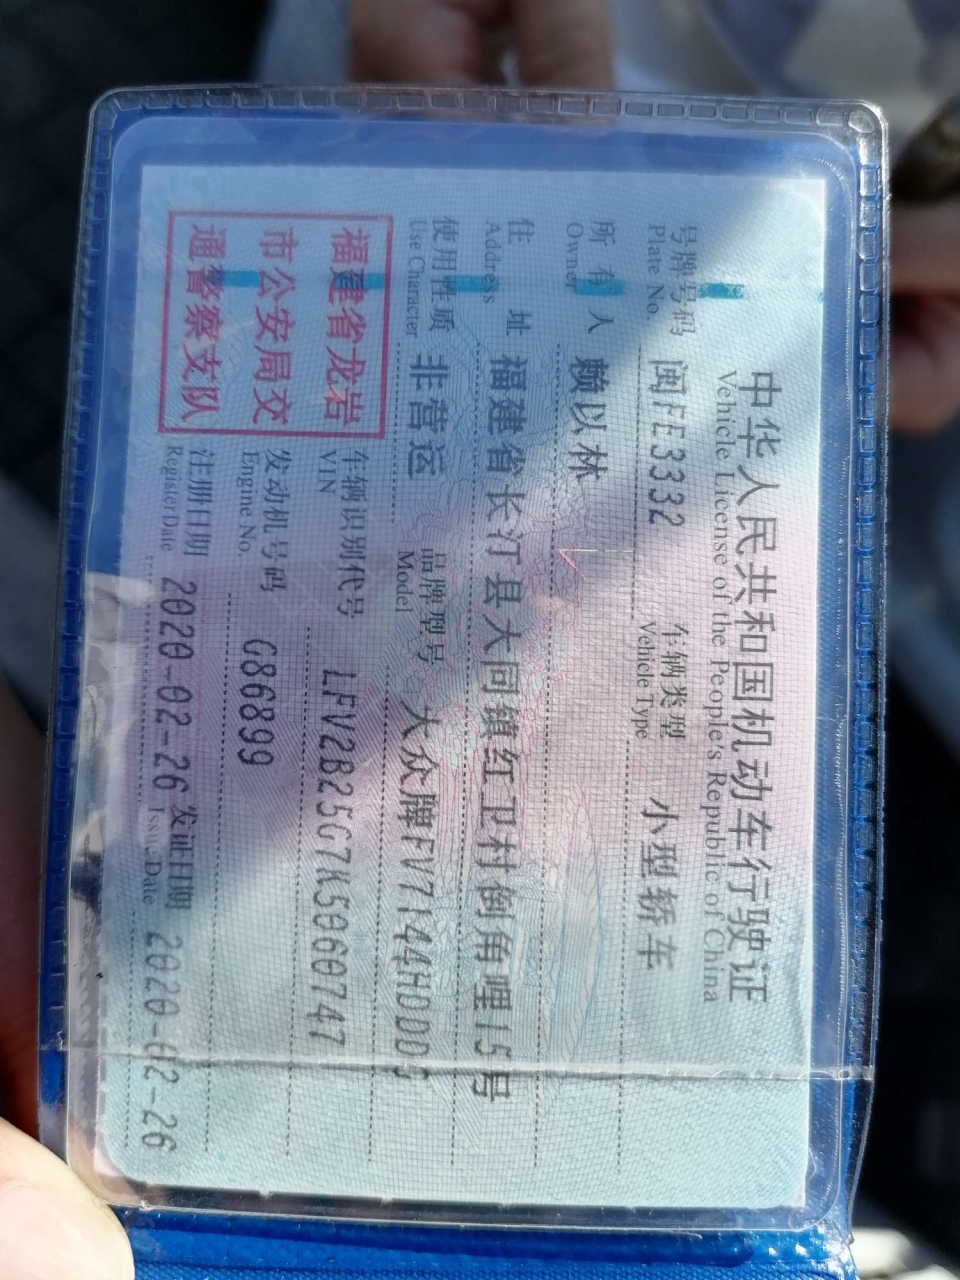 中华人民共和国机动车行驶证
Vehicle License of the People's Republic of China
号牌号码 闽FE3332 车辆类型 小型轿车
Plate No. Vehicle Type
所有人 赖以林
Owner
住址 福建省长汀县大同镇红卫村倒角哩15号
Address
使用性质 非营运 品牌型号 大众牌FV7144HDDDG
Use Character Model
福建省龙岩
市公安局交
通警察支队
车辆识别代号 LFV2B25G7K5060747
VIN
发动机号码 G86899
Engine No.
注册日期 2020-02-26 发证日期 2020-02-26
Register Date Issue Date